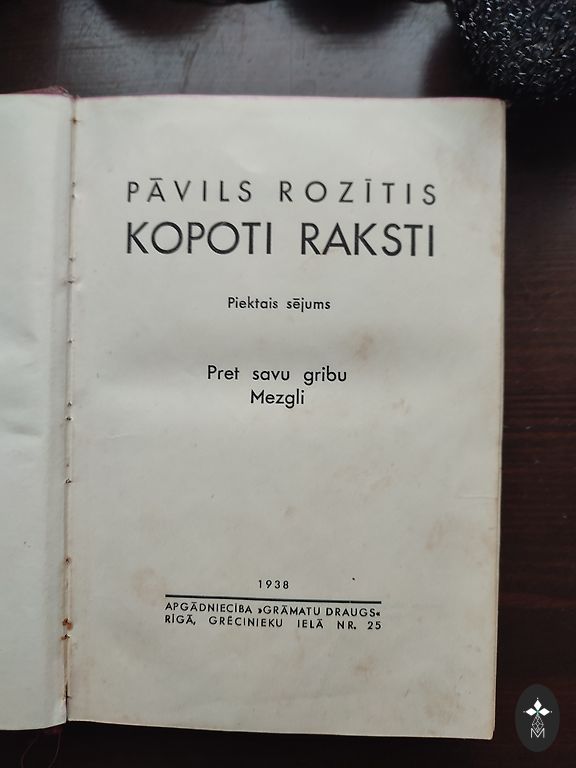 PĀVILS ROZĪTIS
KOPOTI RAKSTI
Piektais sējums
Pret savu gribu
Mezgli
1938
APGĀDNIECĪBA »GRĀMATU DRAUGS«
RĪGĀ, GRĒCINIEKU IELĀ NR. 25